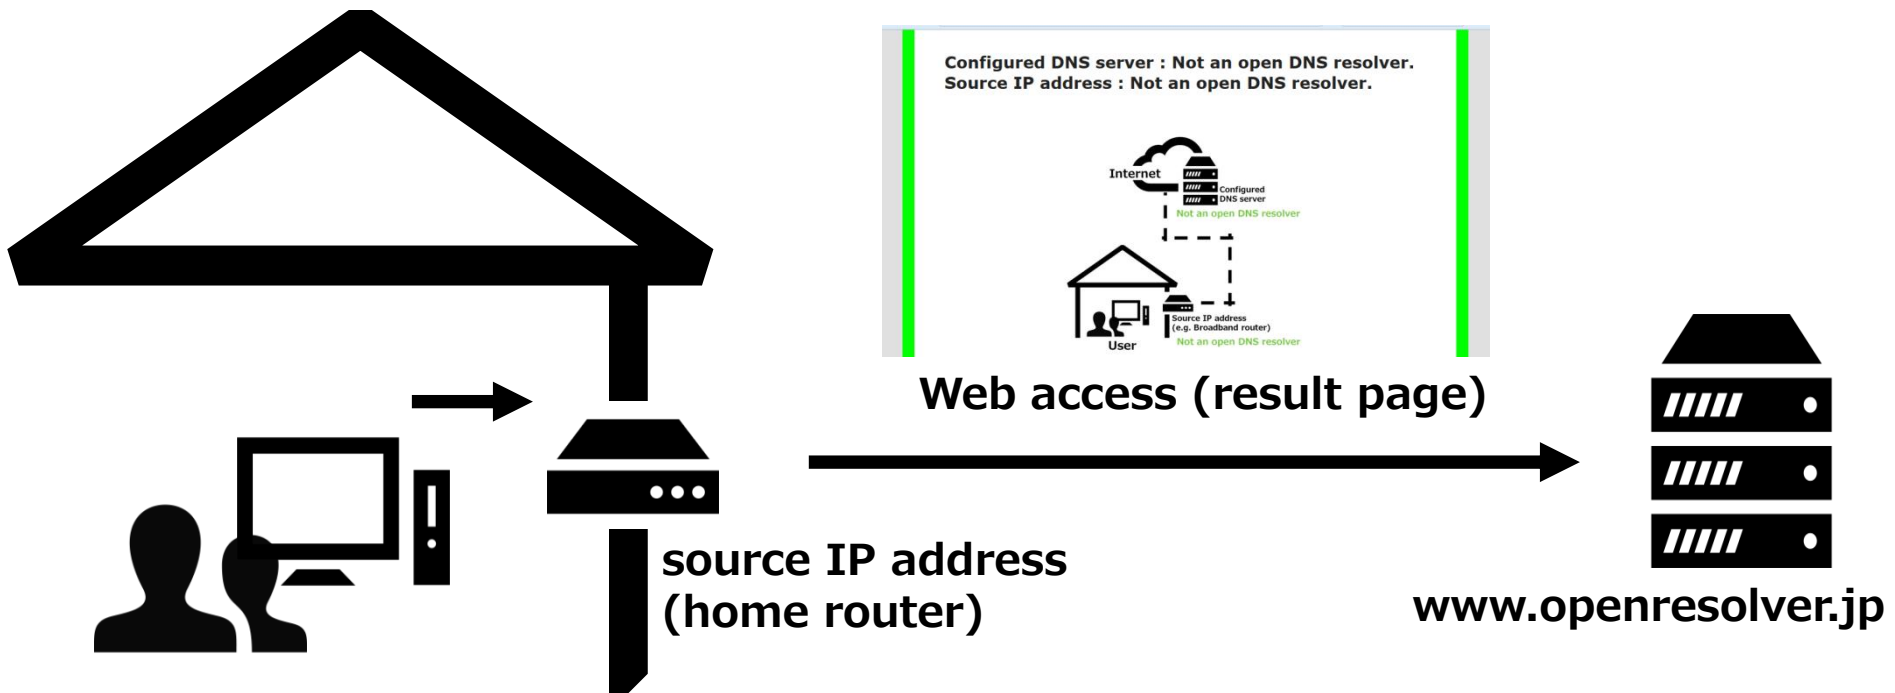 Configured DNS server : Not an open DNS resolver.
Source IP address : Not an open DNS resolver.
Internet
Configured
DNS server
Not an open DNS resolver
Source IP address
(e.g. Broadband router)
User
Not an open DNS resolver
Web access (result page)
source IP address
(home router)
www.openresolver.jp